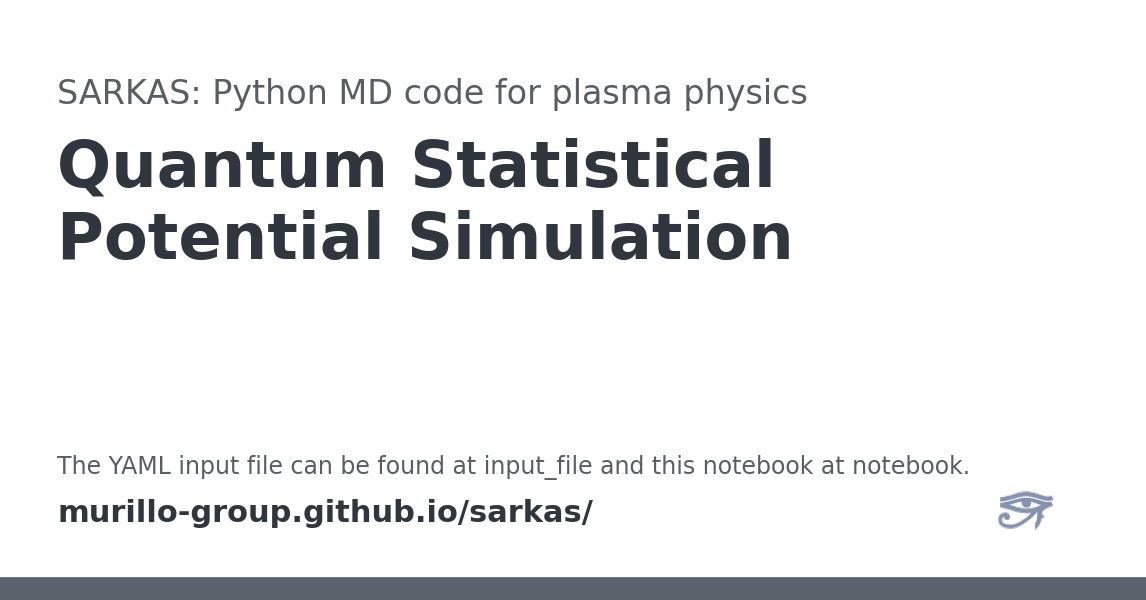 SARKAS: Python MD code for plasma physics
Quantum Statistical
Potential Simulation
The YAML input file can be found at input_file and this notebook at notebook.
murillo-group.github.io/sarkas/